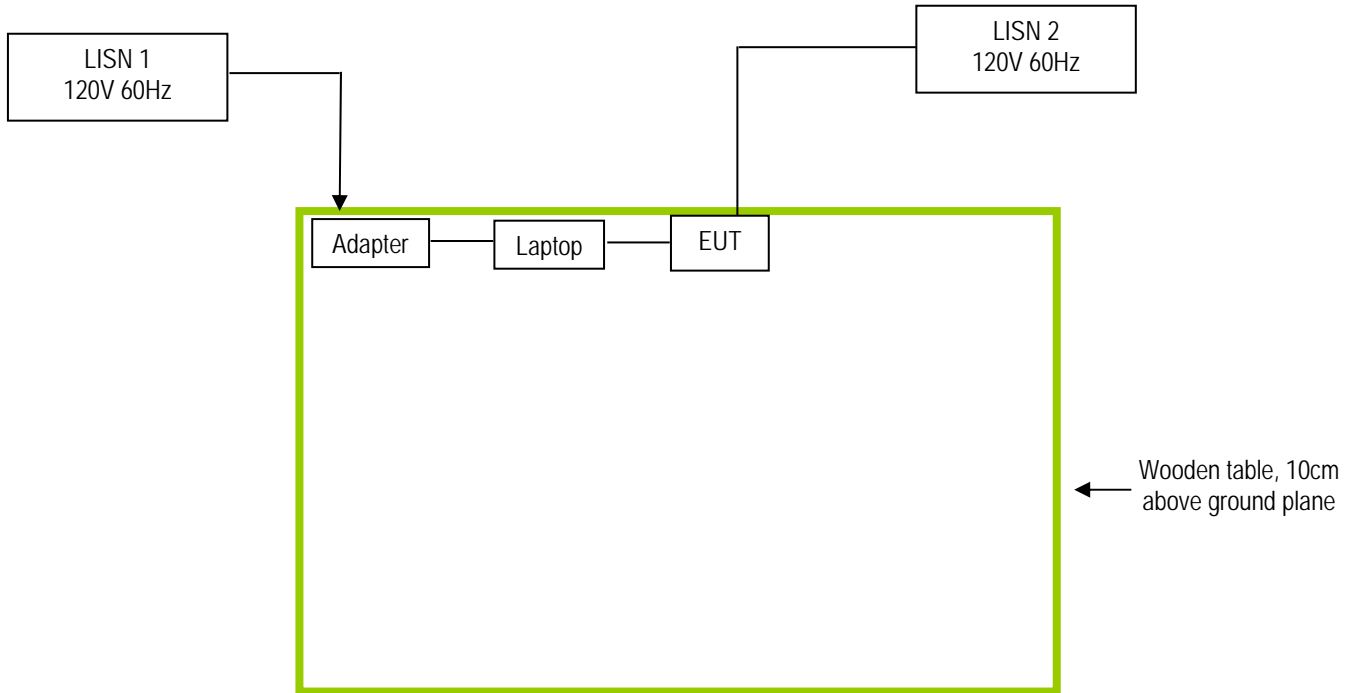 LISN 1
120V 60Hz
LISN 2
120V 60Hz
Adapter
Laptop
EUT
Wooden table, 10cm
above ground plane